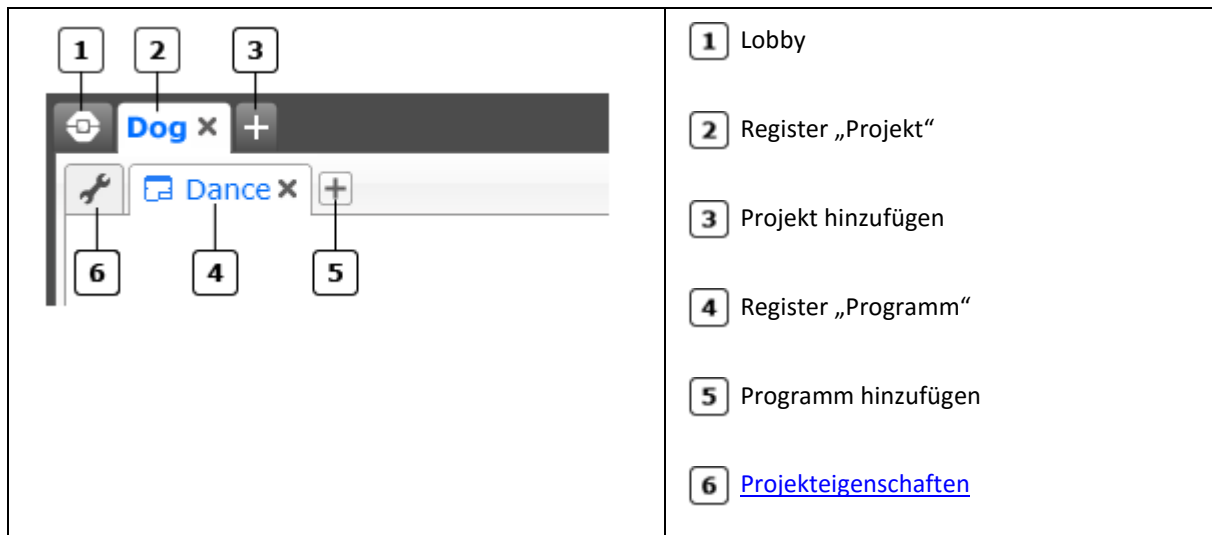 1 2 3
Dog
Dance
6 4 5
1 Lobby
2 Register „Projekt“
3 Projekt hinzufügen
4 Register „Programm“
5 Programm hinzufügen
6 Projekteigenschaften